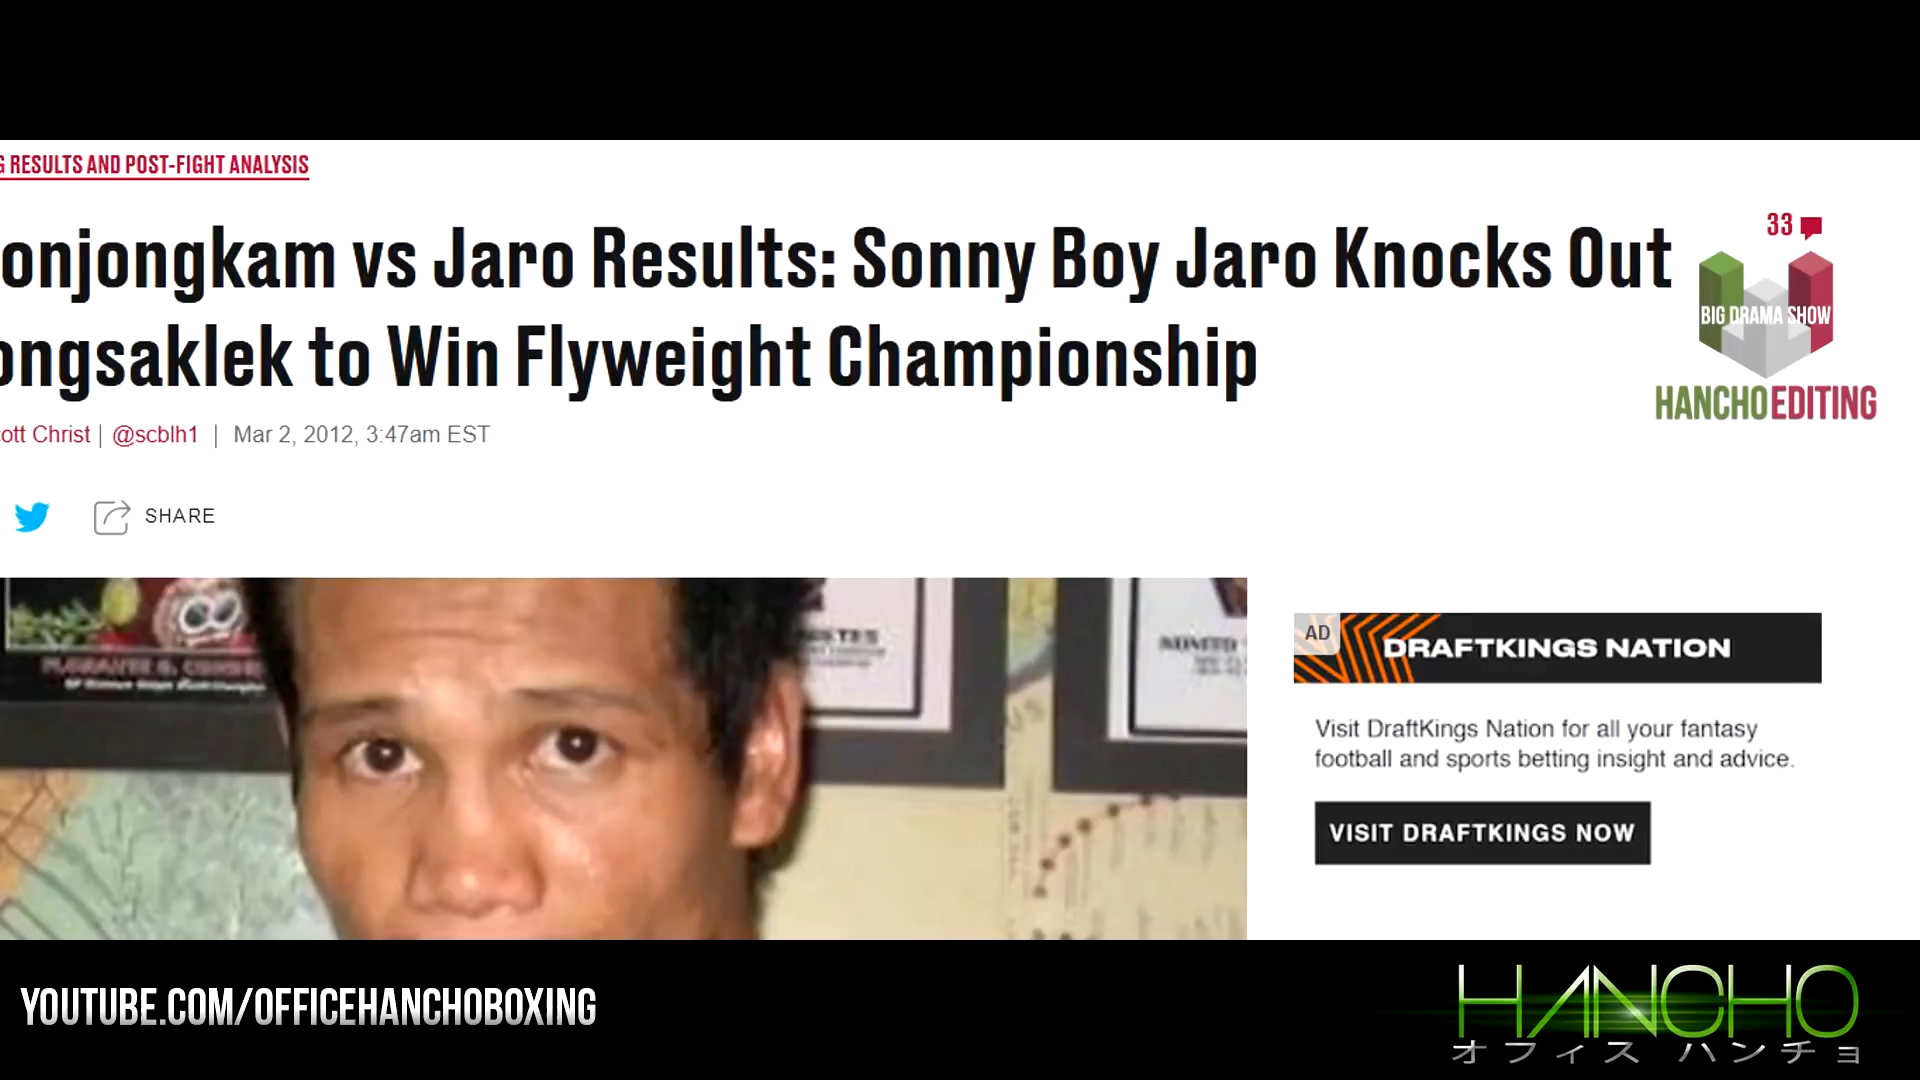 G RESULTS AND POST-FIGHT ANALYSIS
33
onjongkam vs Jaro Results: Sonny Boy Jaro Knocks Out
ongsaklek to Win Flyweight Championship
BIG DRAMA SHOW
HANCHOEDITING
ott Christ | @scblh1 | Mar 2, 2012, 3:47am EST
SHARE
AD
DRAFTKINGS NATION
Visit DraftKings Nation for all your fantasy
football and sports betting insight and advice.
VISIT DRAFTKINGS NOW
YOUTUBE.COM/OFFICEHANCHOBOXING
HANCHO
オフィス ハンチョ